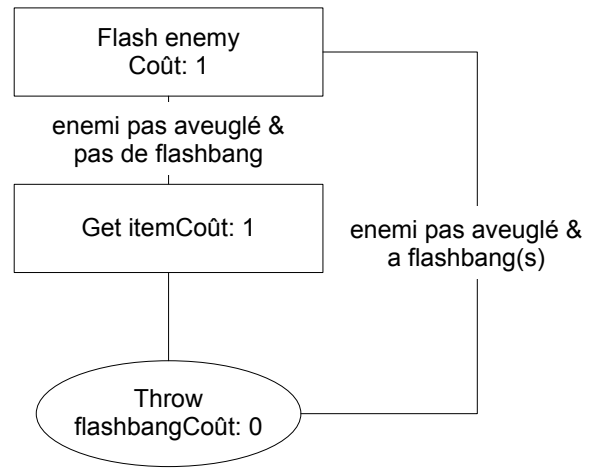 Flash enemy
Coût: 1
enemi pas aveuglé &
pas de flashbang
Get itemCoût: 1
enemi pas aveuglé &
a flashbang(s)
Throw
flashbangCoût: 0